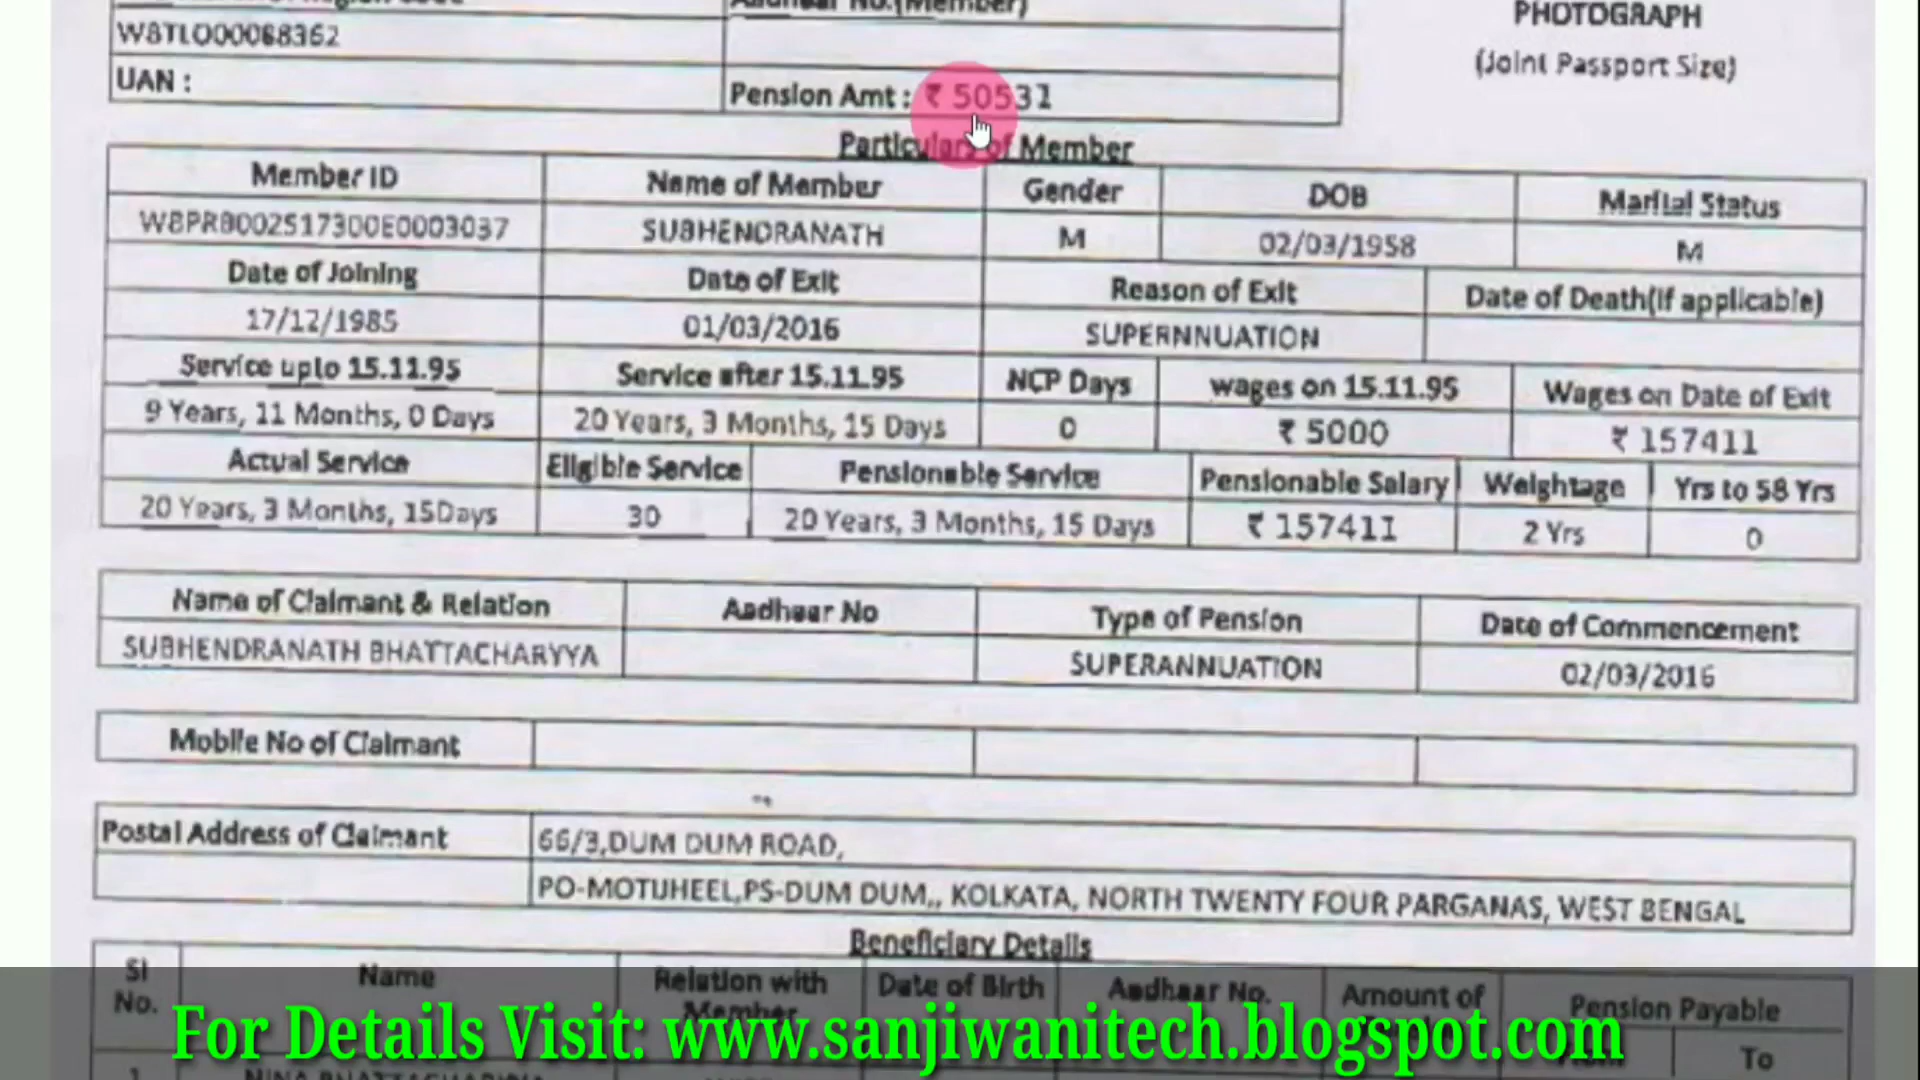 Aadhaar No.(Member)
PHOTOGRAPH
(Joint Passport Size)
WBTLO00068362
UAN :
Pension Amt : ₹ 50531
Particulars of Member
Member ID Name of Member Gender DOB Marital Status
WBPRB002517300E0003037 SUBHENDRANATH M 02/03/1958 M
Date of Joining Date of Exit Reason of Exit Date of Death(If applicable)
17/12/1985 01/03/2016 SUPERNNUATION
Service upto 15.11.95 Service after 15.11.95 NCP Days wages on 15.11.95 Wages on Date of Exit
9 Years, 11 Months, 0 Days 20 Years, 3 Months, 15 Days 0 ₹ 5000 ₹ 157411
Actual Service Eligible Service Pensionable Service Pensionable Salary Weightage Yrs to 58 Yrs
20 Years, 3 Months, 15Days 30 20 Years, 3 Months, 15 Days ₹ 157411 2 Yrs 0
Name of Claimant & Relation Aadhaar No Type of Pension Date of Commencement
SUBHENDRANATH BHATTACHARYYA SUPERANNUATION 02/03/2016
Mobile No of Claimant
Postal Address of Claimant 66/3,DUM DUM ROAD,
PO-MOTIJHEEL,PS-DUM DUM,, KOLKATA, NORTH TWENTY FOUR PARGANAS, WEST BENGAL
Beneficiary Details
Sl No. Name Relation with Member Date of Birth Aadhaar No. Amount of Pension Payable
To
For Details Visit: www.sanjiwanitech.blogspot.com